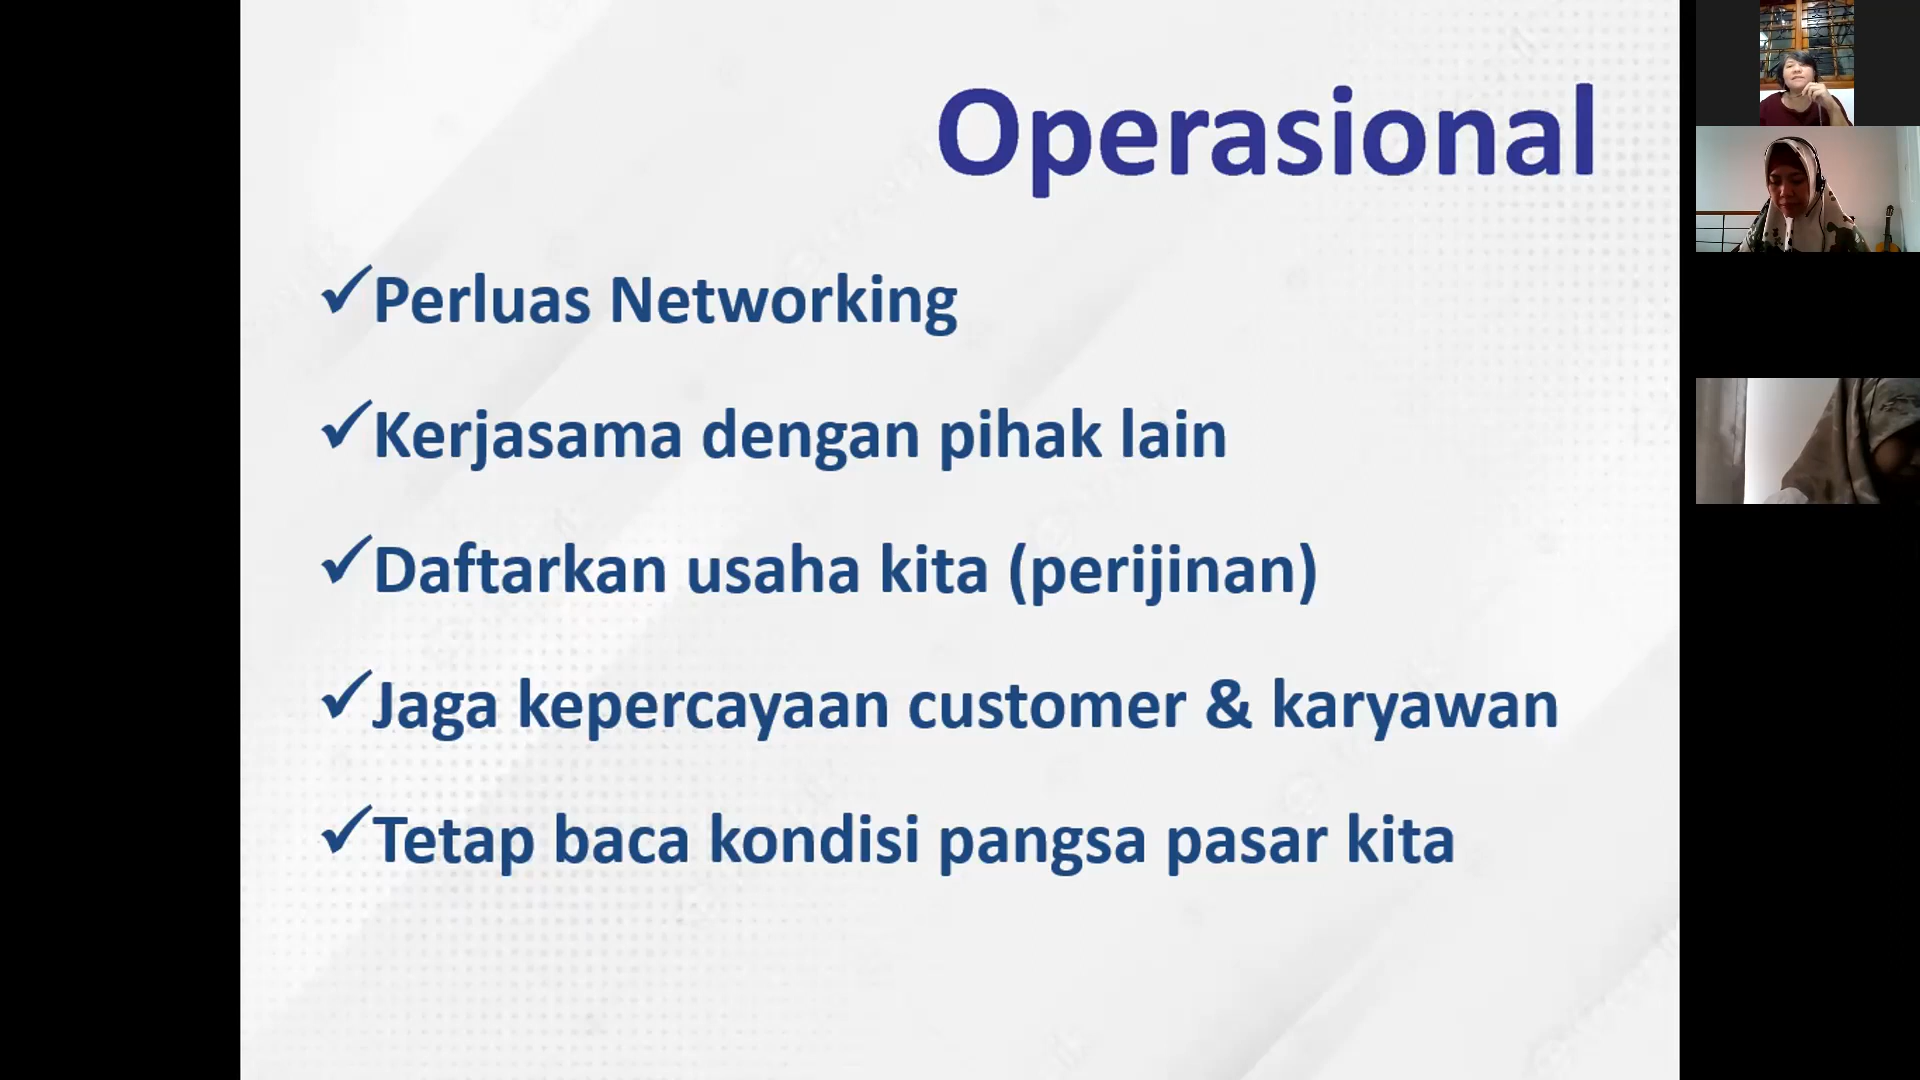 Operasional
✓Perluas Networking
✓Kerjasama dengan pihak lain
✓Daftarkan usaha kita (perijinan)
✓Jaga kepercayaan customer & karyawan
✓Tetap baca kondisi pangsa pasar kita